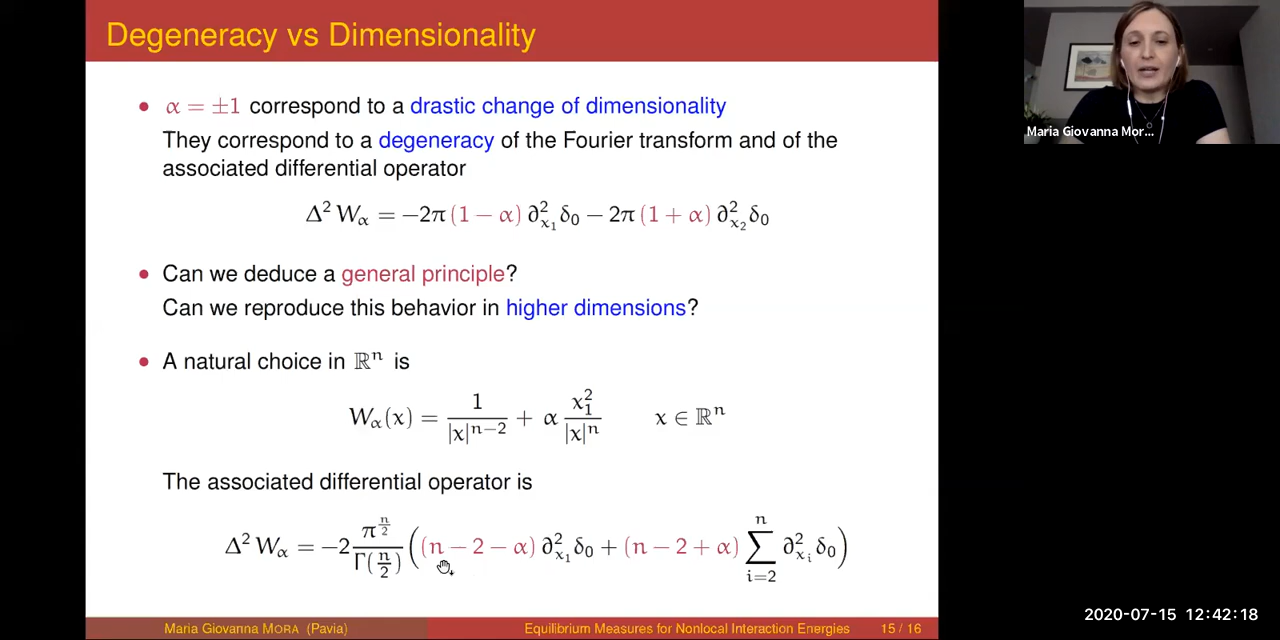 Degeneracy vs Dimensionality
• α = ±1 correspond to a drastic change of dimensionality
They correspond to a degeneracy of the Fourier transform and of the
associated differential operator
Δ² W_α = −2π(1 − α) ∂²_{x₁}δ₀ − 2π(1 + α) ∂²_{x₂}δ₀
• Can we deduce a general principle?
Can we reproduce this behavior in higher dimensions?
• A natural choice in ℝⁿ is
W_α(x) = 1/|x|^{n−2} + α x₁²/|x|ⁿ x ∈ ℝⁿ
The associated differential operator is
Δ² W_α = −2 π^{n/2}/Γ(n/2) ((n − 2 − α) ∂²_{x₁}δ₀ + (n − 2 + α) ∑_{i=2}^{n} ∂²_{x_i}δ₀)
Maria Giovanna MORA (Pavia) Equilibrium Measures for Nonlocal Interaction Energies 15 / 16
Maria Giovanna Mor...
2020-07-15 12:42:18